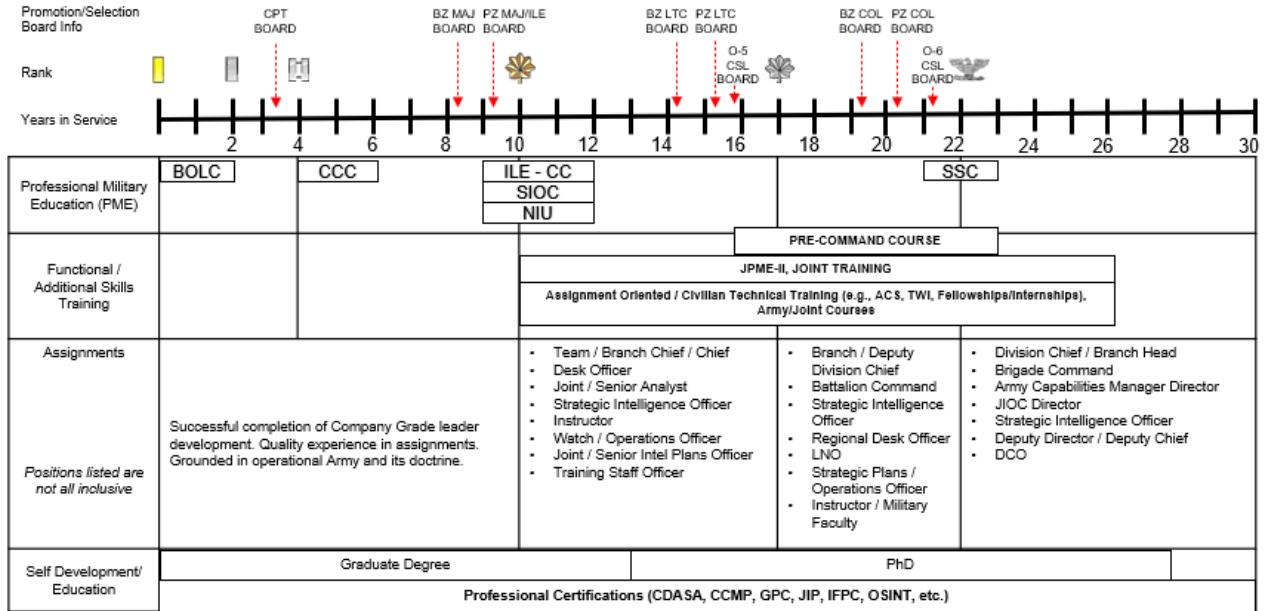 Promotion/Selection
Board Info
CPT
BOARD
BZ MAJ
BOARD
PZ MAJ/ILE
BOARD
BZ LTC
BOARD
PZ LTC
BOARD
BZ COL
BOARD
PZ COL
BOARD
Rank
O-5
CSL
BOARD
O-6
CSL
BOARD
Years in Service
2 4 6 8 10 12 14 16 18 20 22 24 26 28 30
Professional Military
Education (PME)
BOLC
CCC
ILE - CC
SIOC
NIU
SSC
Functional /
Additional Skills
Training
PRE-COMMAND COURSE
JPME-II, JOINT TRAINING
Assignment Oriented / Civilian Technical Training (e.g., ACS, TWI, Fellowships/Internships),
Army/Joint Courses
Assignments
Positions listed are
not all inclusive
Successful completion of Company Grade leader
development. Quality experience in assignments.
Grounded in operational Army and its doctrine.
- Team / Branch Chief / Chief
- Desk Officer
- Joint / Senior Analyst
- Strategic Intelligence Officer
- Instructor
- Watch / Operations Officer
- Joint / Senior Intel Plans Officer
- Training Staff Officer
- Branch / Deputy
Division Chief
- Battalion Command
- Strategic Intelligence
Officer
- Regional Desk Officer
- LNO
- Strategic Plans /
Operations Officer
- Instructor / Military
Faculty
- Division Chief / Branch Head
- Brigade Command
- Army Capabilities Manager Director
- JIOC Director
- Strategic Intelligence Officer
- Deputy Director / Deputy Chief
- DCO
Self Development/
Education
Graduate Degree
PhD
Professional Certifications (CDASA, CCMP, GPC, JIP, IFPC, OSINT, etc.)